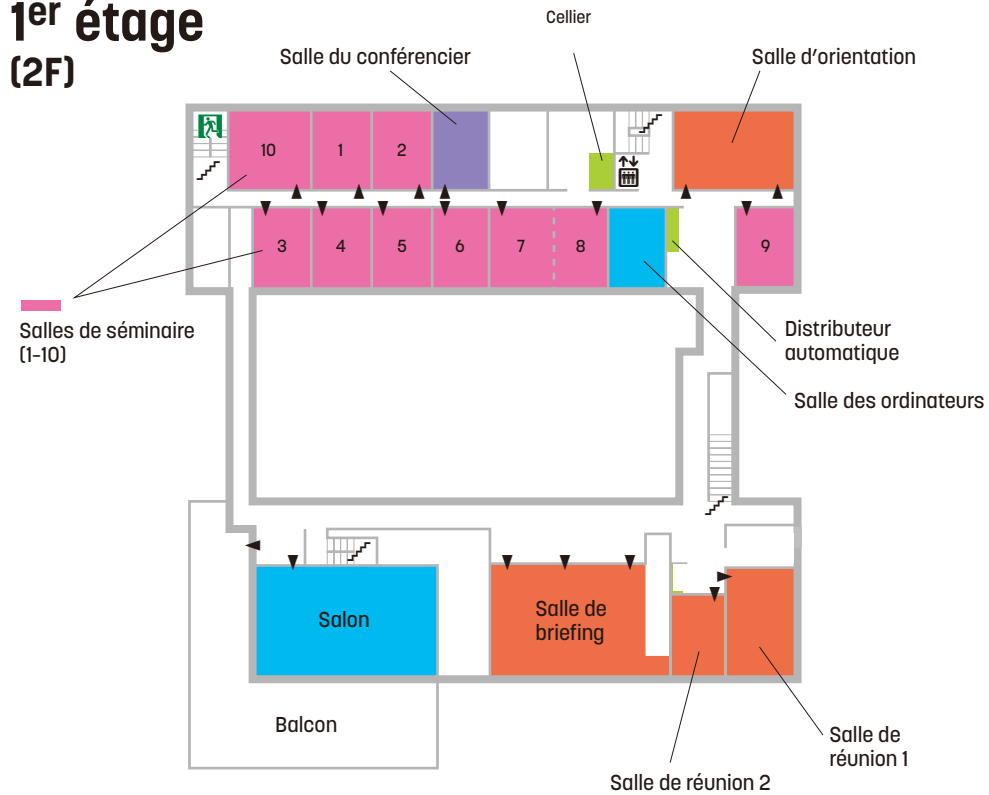 1er étage
(2F)
Cellier
Salle du conférencier
Salle d'orientation
10
1
2
3
4
5
6
7
8
9
Salles de séminaire
(1-10)
Distributeur
automatique
Salle des ordinateurs
Salon
Salle de
briefing
Balcon
Salle de
réunion 1
Salle de réunion 2